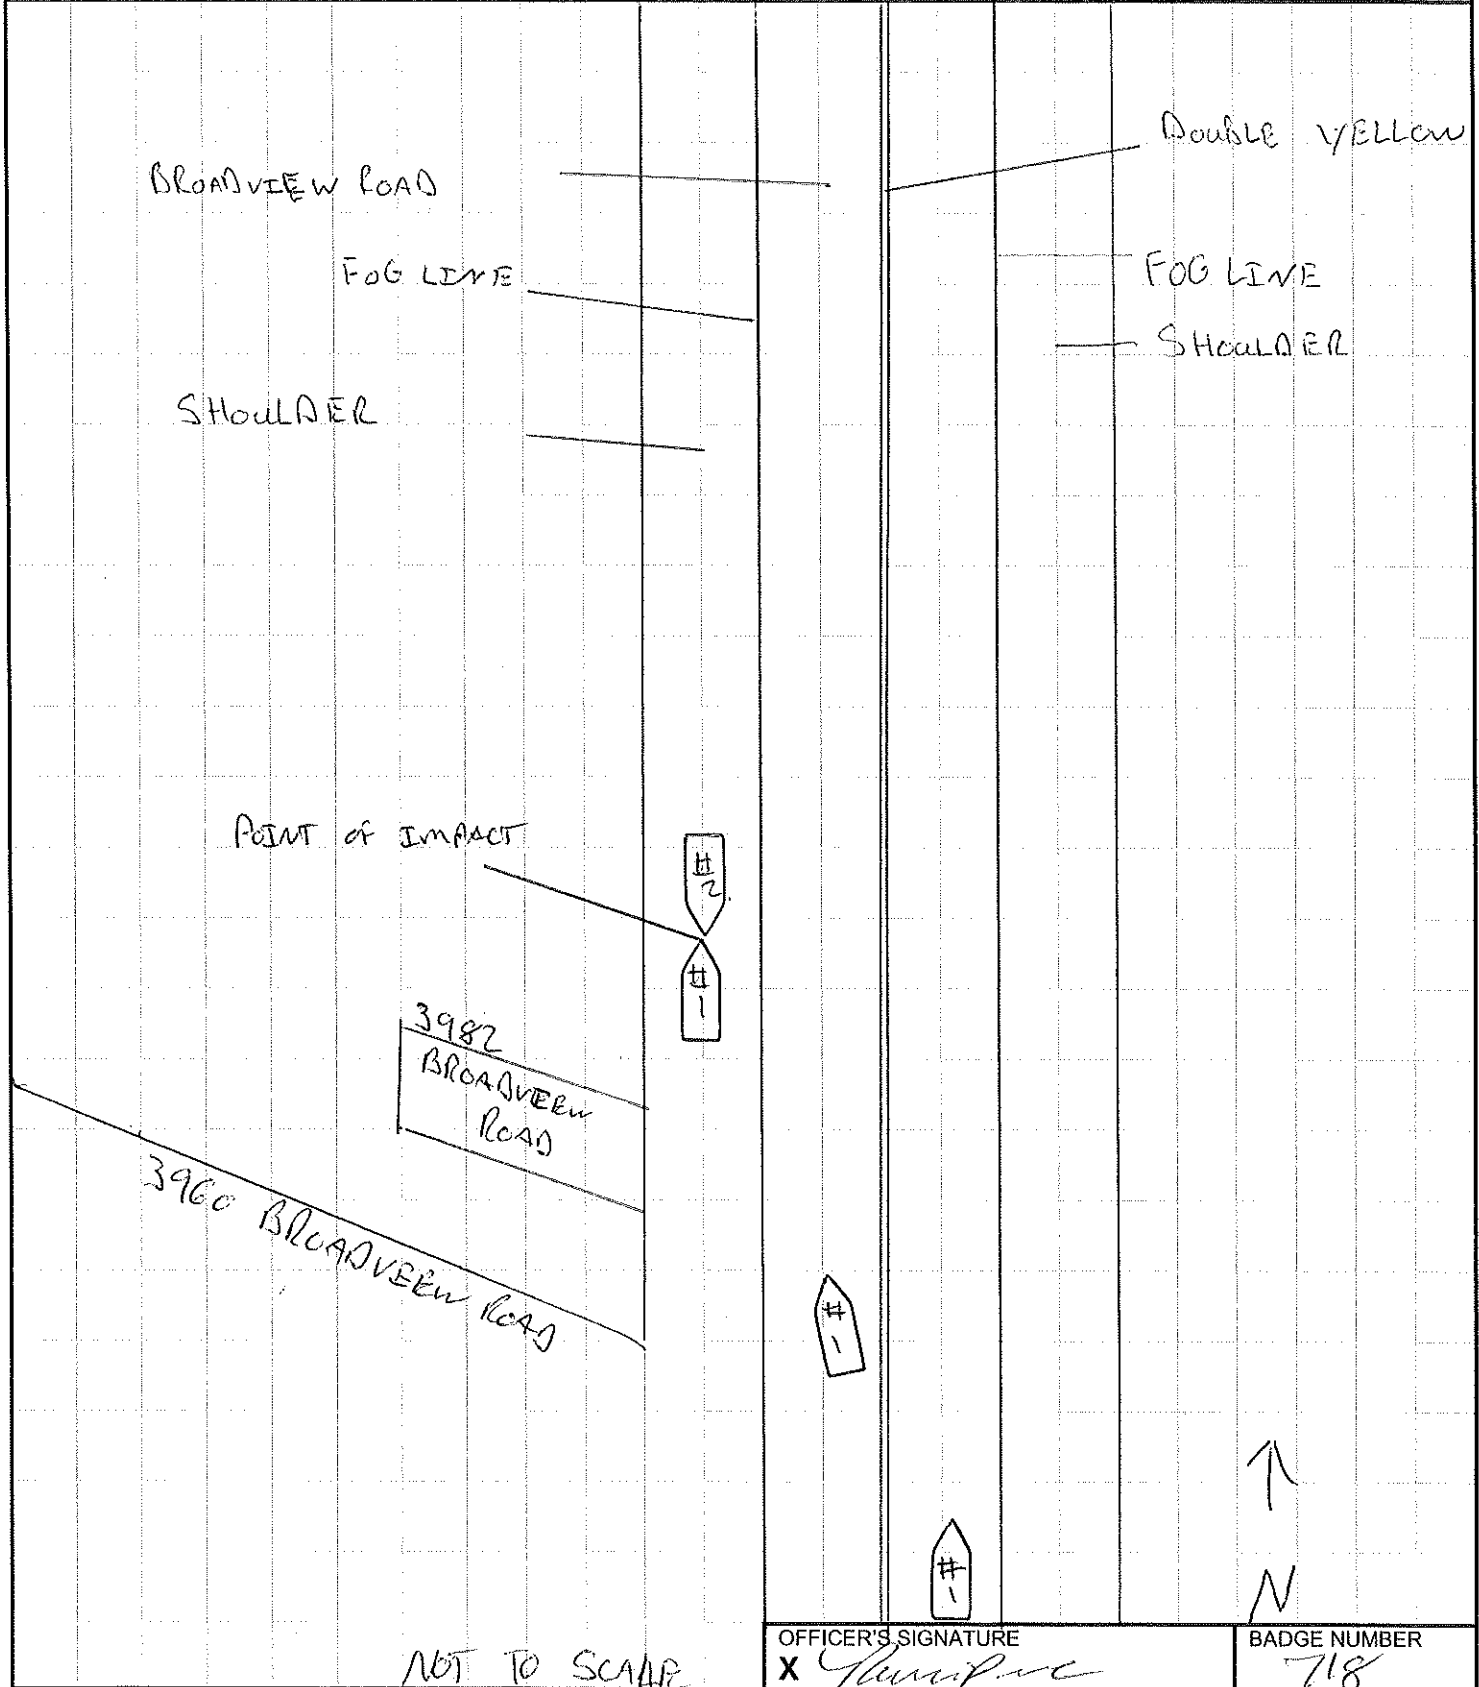 DOUBLE YELLOW
BROADVIEW ROAD
FOG LINE
FOG LINE
SHOULDER
SHOULDER
POINT OF IMPACT
#2
#1
3982
BROADVIEW
ROAD
3960 BROADVIEW ROAD
#1
#1
N
NOT TO SCALE
OFFICER'S SIGNATURE
X
BADGE NUMBER
718